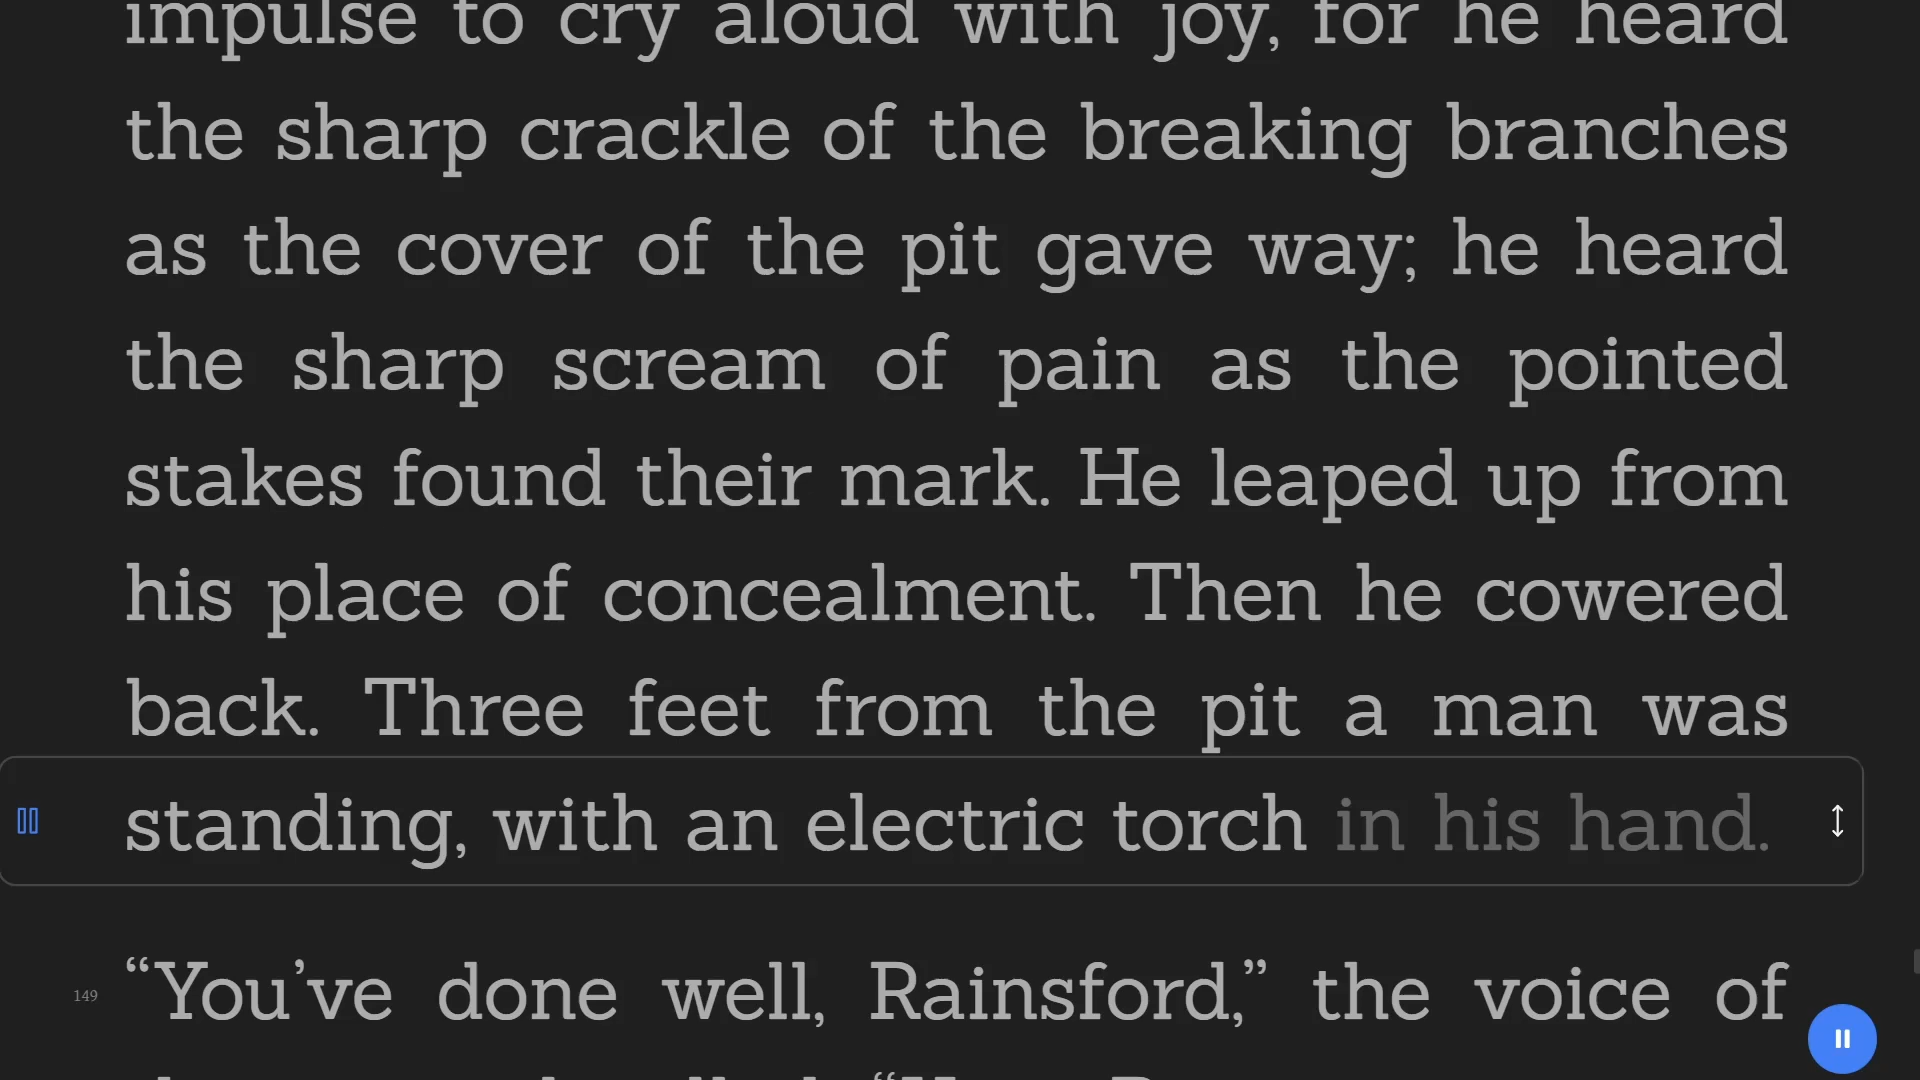 impulse to cry aloud with joy, for he heard
the sharp crackle of the breaking branches
as the cover of the pit gave way; he heard
the sharp scream of pain as the pointed
stakes found their mark. He leaped up from
his place of concealment. Then he cowered
back. Three feet from the pit a man was
standing, with an electric torch in his hand.
149
“You’ve done well, Rainsford,” the voice of